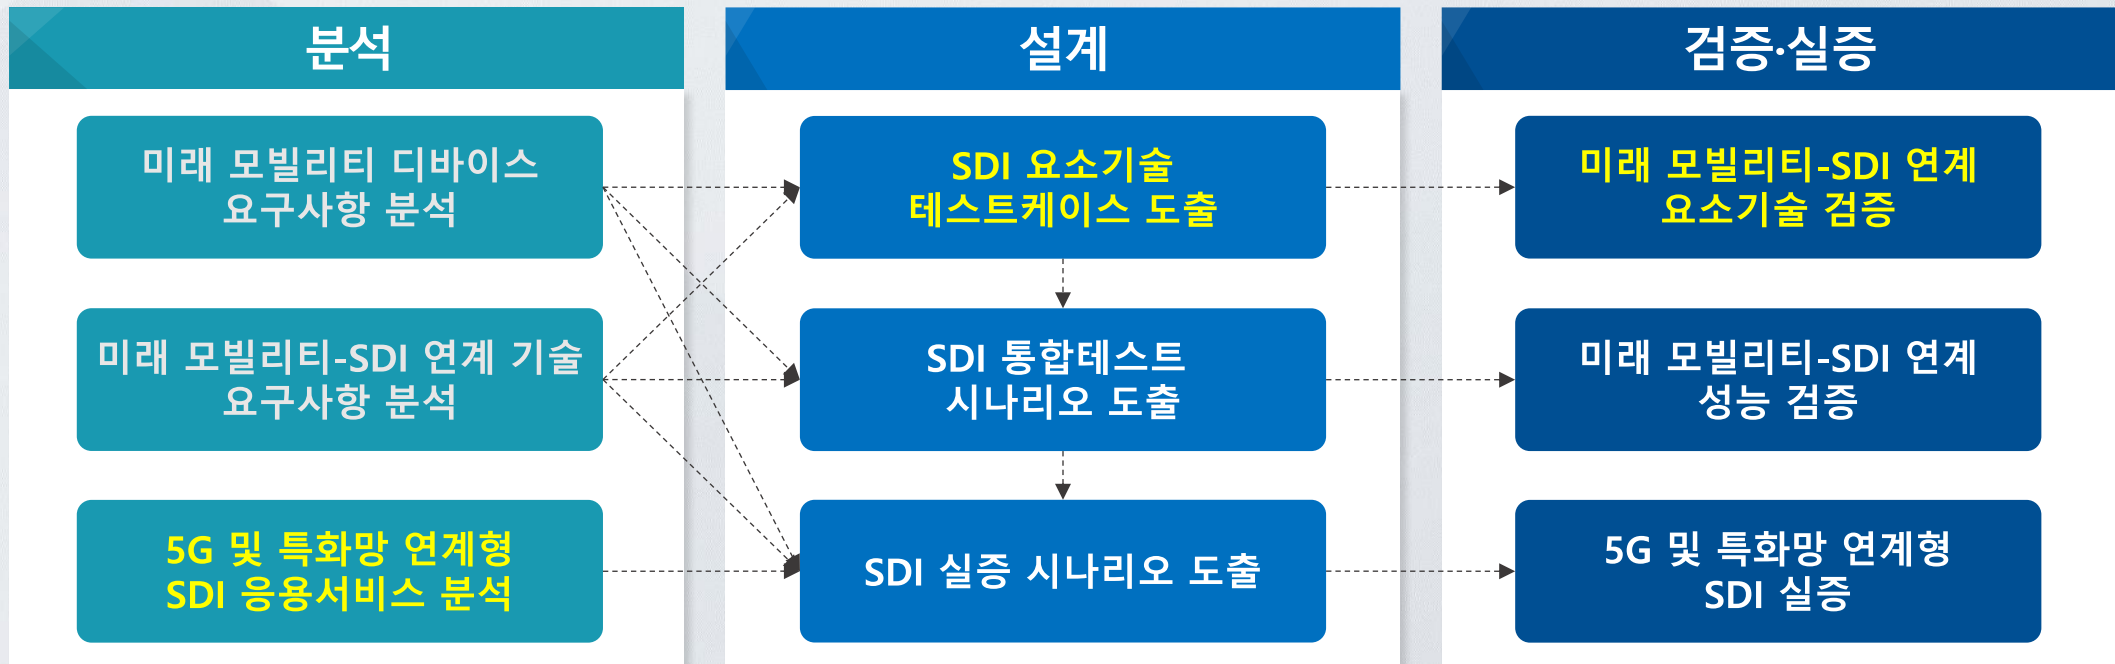 분석
미래 모빌리티 디바이스
요구사항 분석
미래 모빌리티-SDI 연계 기술
요구사항 분석
5G 및 특화망 연계형
SDI 응용서비스 분석
설계
SDI 요소기술
테스트케이스 도출
SDI 통합테스트
시나리오 도출
SDI 실증 시나리오 도출
검증·실증
미래 모빌리티-SDI 연계
요소기술 검증
미래 모빌리티-SDI 연계
성능 검증
5G 및 특화망 연계형
SDI 실증